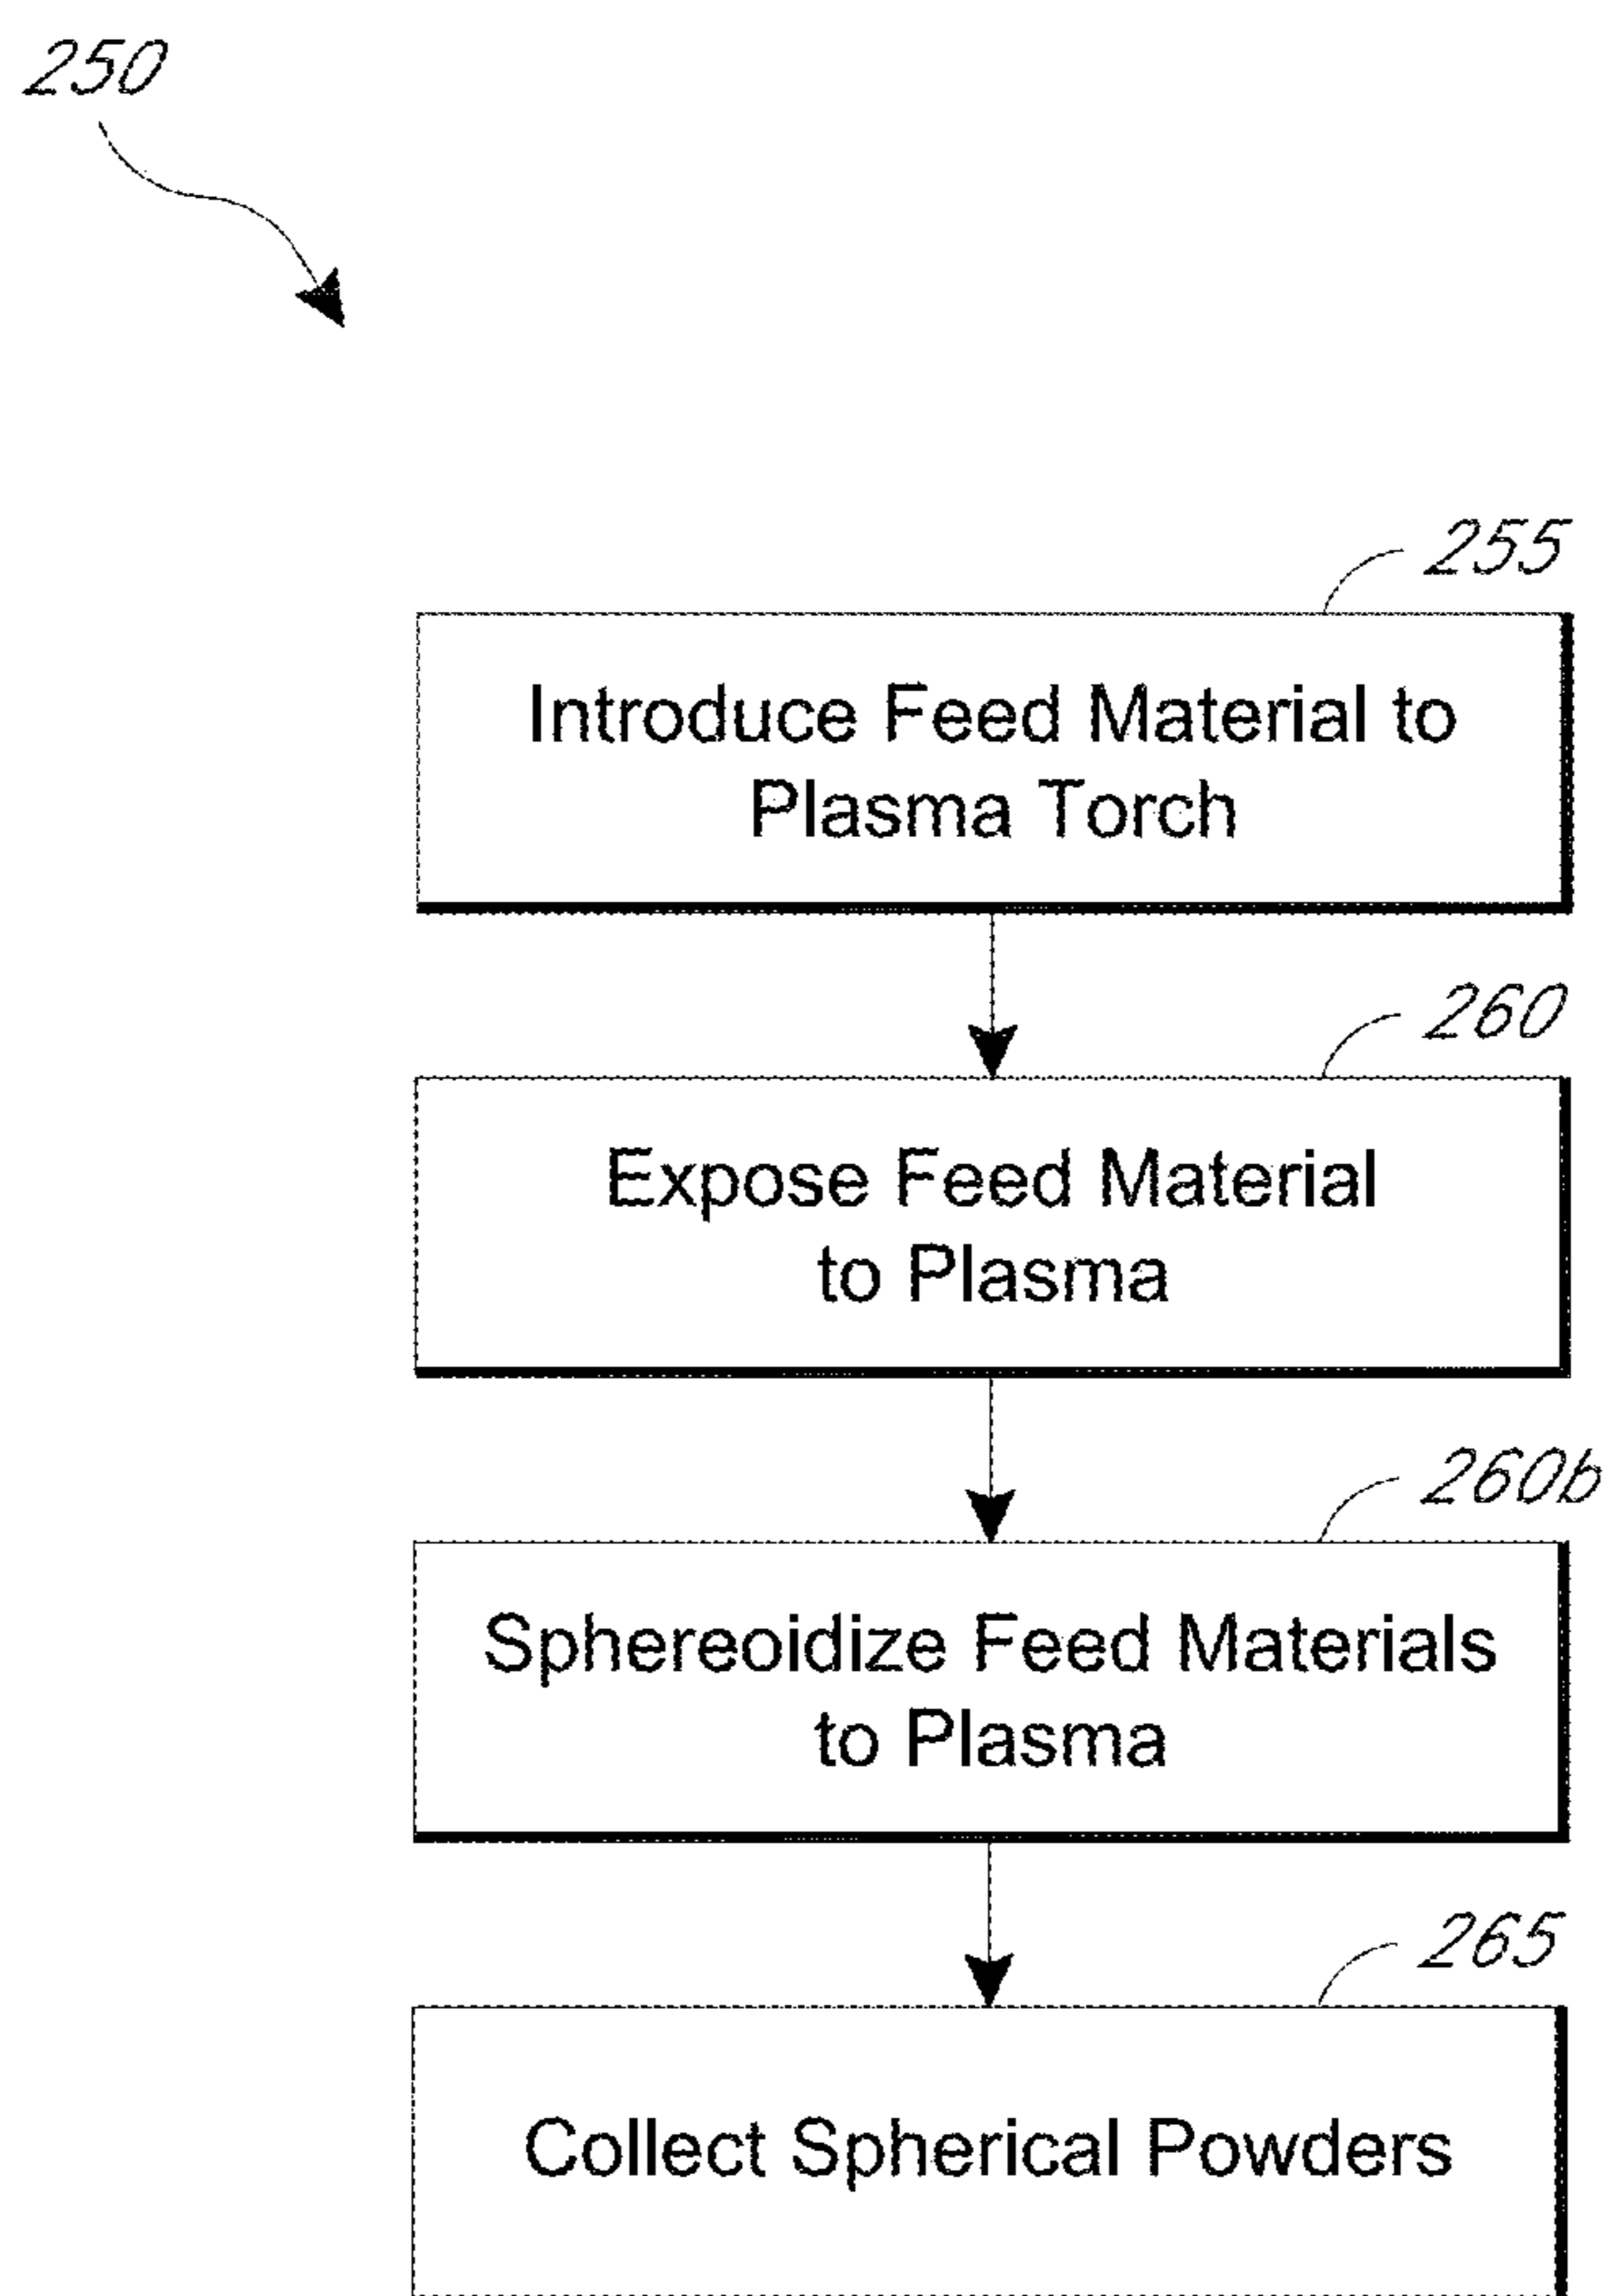 250
255
Introduce Feed Material to
Plasma Torch
260
Expose Feed Material
to Plasma
260b
Sphereoidize Feed Materials
to Plasma
265
Collect Spherical Powders